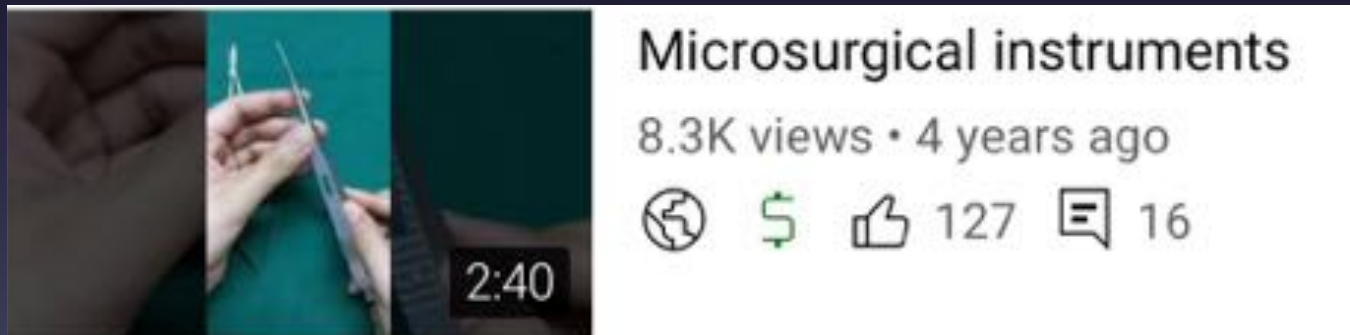 Microsurgical instruments
8.3K views • 4 years ago
$ 127 16
2:40